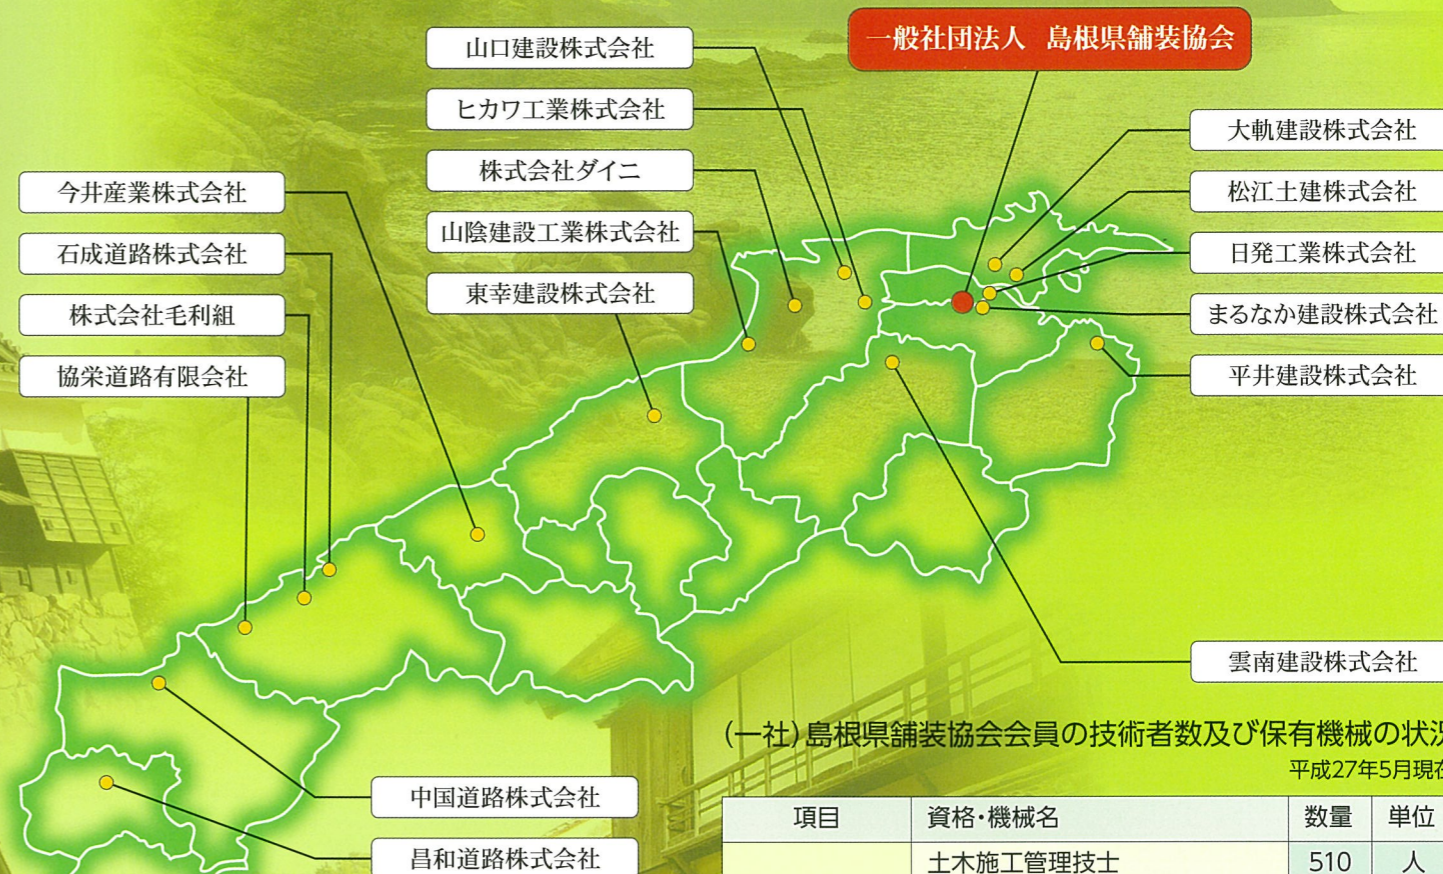 一般社団法人 島根県舗装協会
山口建設株式会社
ヒカワ工業株式会社
株式会社ダイニ
山陰建設工業株式会社
東幸建設株式会社
今井産業株式会社
石成道路株式会社
株式会社毛利組
協栄道路有限会社
大軌建設株式会社
松江土建株式会社
日発工業株式会社
まるなか建設株式会社
平井建設株式会社
雲南建設株式会社
中国道路株式会社
昌和道路株式会社
(一社)島根県舗装協会会員の技術者数及び保有機械の状況
平成27年5月現在
項目 資格・機械名 数量 単位
土木施工管理技士 510 人